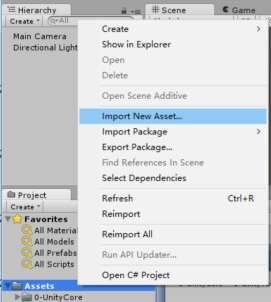 Hierarchy
Scene
Game
Create
All
Main Camera
Directional Light
Create
Show in Explorer
Open
Delete
Open Scene Additive
Import New Asset...
Import Package
Export Package...
Find References In Scene
Select Dependencies
Refresh Ctrl+R
Reimport
Reimport All
Run API Updater...
Open C# Project
Project
Create
Favorites
All Material
All Models
All Prefabs
All Scripts
Assets
0-UnityCore